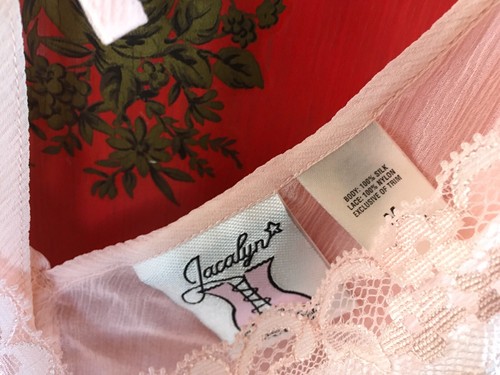 Jacalyn
BODY: 100% SILK
LACE: 100% NYLON
EXCLUSIVE OF TRIM